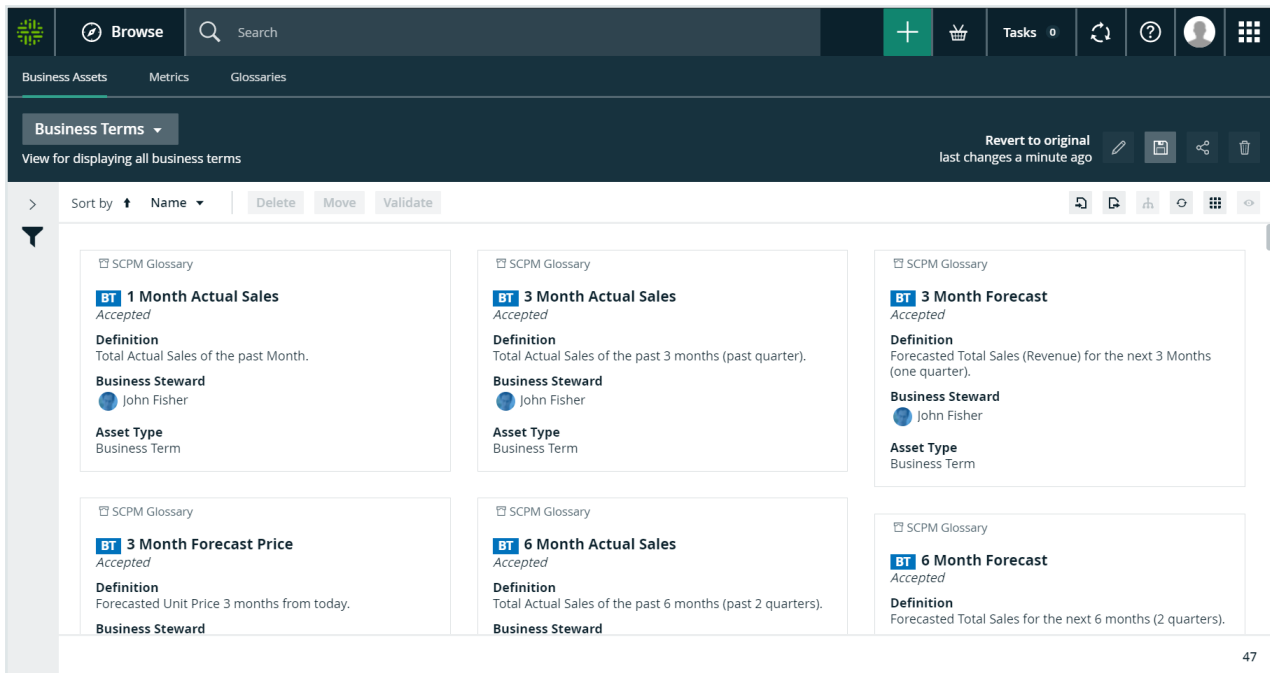 Browse
Search
Tasks 0
Business Assets Metrics Glossaries
Business Terms
View for displaying all business terms
Revert to original
last changes a minute ago
Sort by Name Delete Move Validate
SCPM Glossary
BT 1 Month Actual Sales
Accepted
Definition
Total Actual Sales of the past Month.
Business Steward
John Fisher
Asset Type
Business Term
SCPM Glossary
BT 3 Month Actual Sales
Accepted
Definition
Total Actual Sales of the past 3 months (past quarter).
Business Steward
John Fisher
Asset Type
Business Term
SCPM Glossary
BT 3 Month Forecast
Accepted
Definition
Forecasted Total Sales (Revenue) for the next 3 Months
(one quarter).
Business Steward
John Fisher
Asset Type
Business Term
SCPM Glossary
BT 3 Month Forecast Price
Accepted
Definition
Forecasted Unit Price 3 months from today.
Business Steward
SCPM Glossary
BT 6 Month Actual Sales
Accepted
Definition
Total Actual Sales of the past 6 months (past 2 quarters).
Business Steward
SCPM Glossary
BT 6 Month Forecast
Accepted
Definition
Forecasted Total Sales for the next 6 months (2 quarters).
47